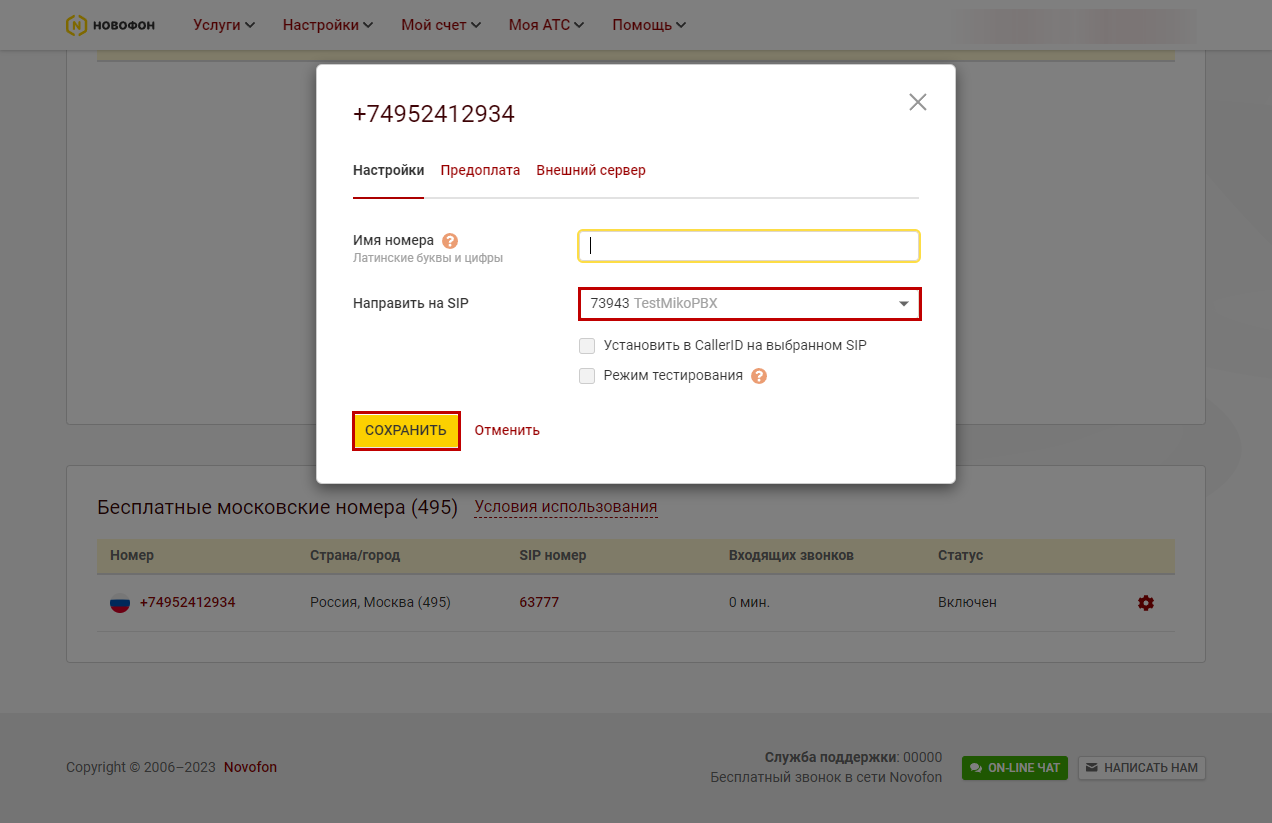 НОВОФОН Услуги Настройки Мой счет Моя АТС Помощь
+74952412934
Настройки Предоплата Внешний сервер
Имя номера ?
Латинские буквы и цифры
Направить на SIP 73943 TestMikoPBX
Установить в CallerID на выбранном SIP
Режим тестирования ?
СОХРАНИТЬ Отменить
Бесплатные московские номера (495) Условия использования
Номер Страна/город SIP номер Входящих звонков Статус
+74952412934 Россия, Москва (495) 63777 0 мин. Включен
Copyright © 2006–2023 Novofon
Служба поддержки: 00000
Бесплатный звонок в сети Novofon
ON-LINE ЧАТ НАПИСАТЬ НАМ